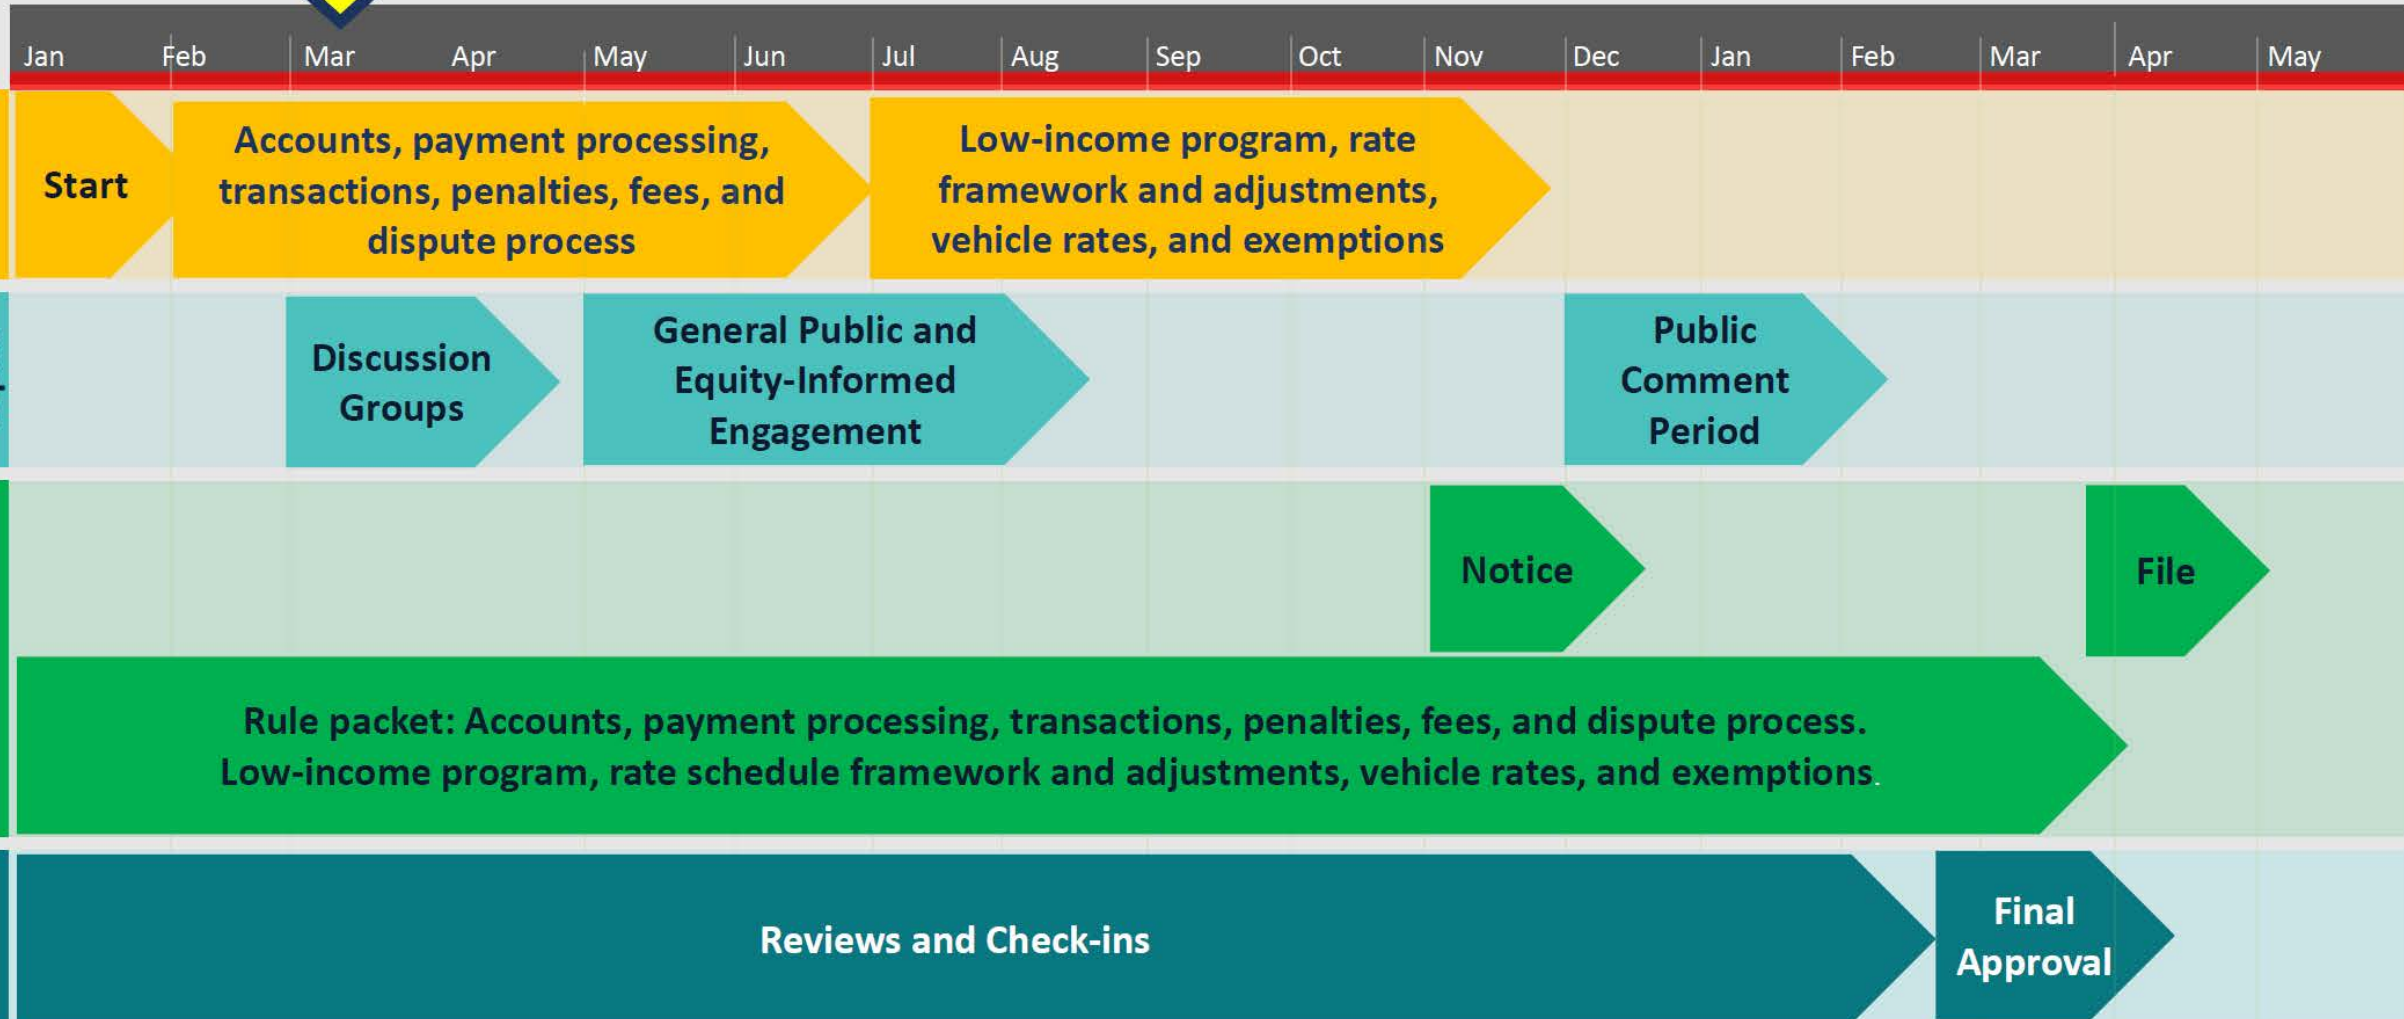 Jan Feb Mar Apr May Jun Jul Aug Sep Oct Nov Dec Jan Feb Mar Apr May
Start
Accounts, payment processing,
transactions, penalties, fees, and
dispute process
Low-income program, rate
framework and adjustments,
vehicle rates, and exemptions
Discussion
Groups
General Public and
Equity-Informed
Engagement
Public
Comment
Period
Notice
File
Rule packet: Accounts, payment processing, transactions, penalties, fees, and dispute process.
Low-income program, rate schedule framework and adjustments, vehicle rates, and exemptions.
Reviews and Check-ins
Final
Approval